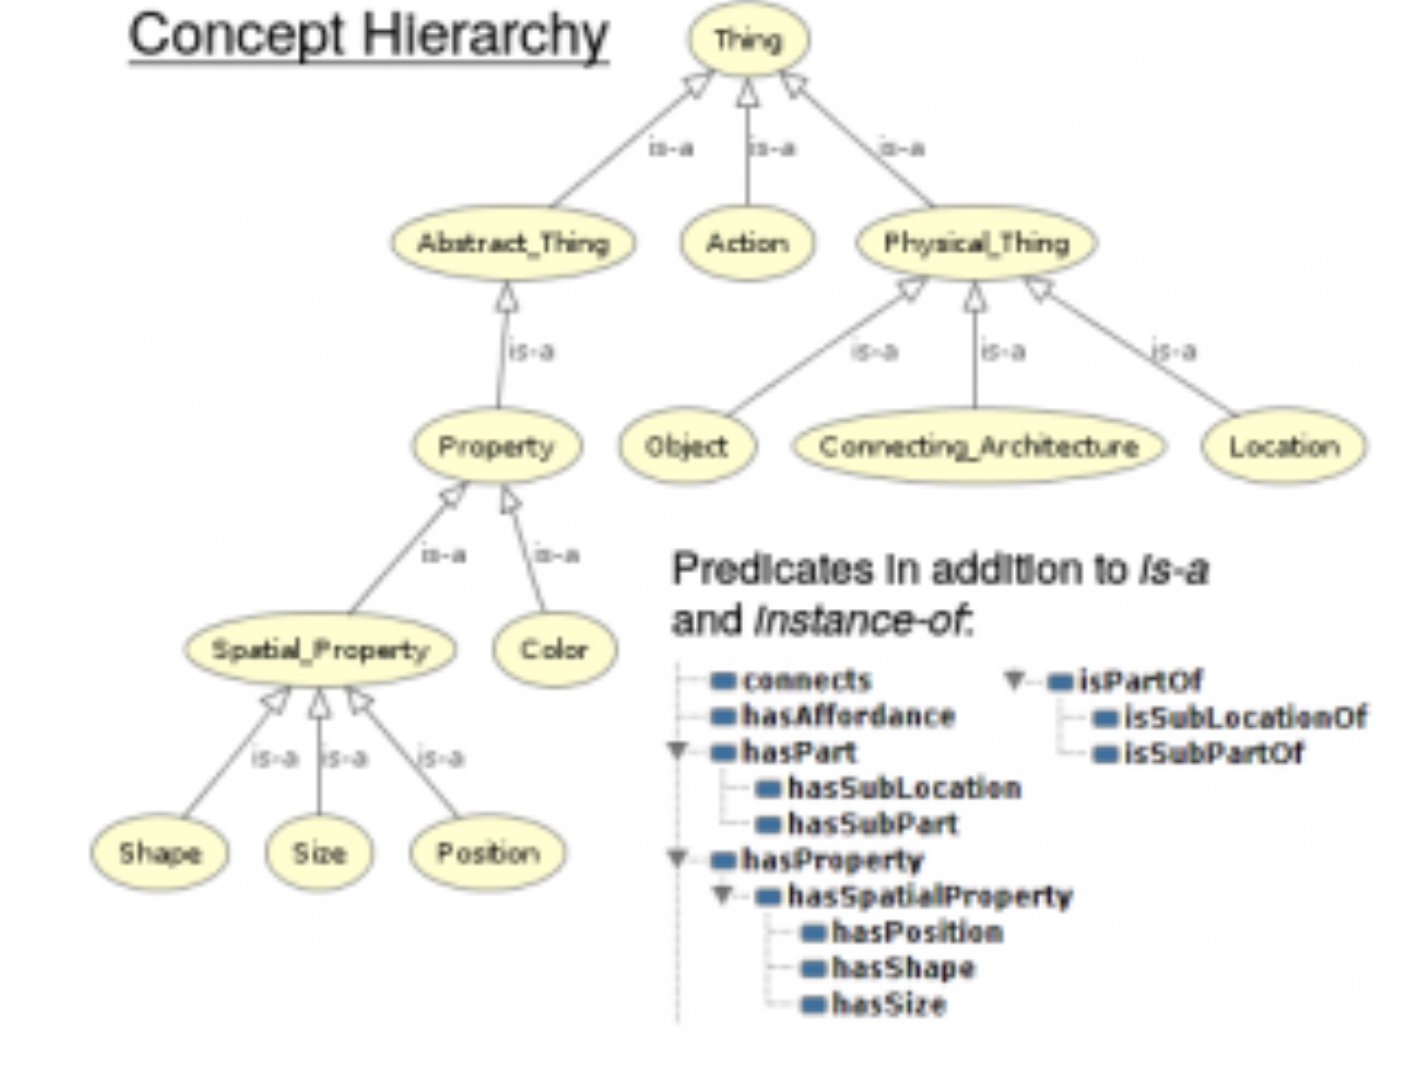 Concept Hierarchy
Thing
is-a is-a is-a
Abstract_Thing Action Physical_Thing
is-a is-a is-a is-a
Property Object Connecting_Architecture Location
is-a is-a
Spatial_Property Color
is-a is-a is-a
Shape Size Position
Predicates in addition to is-a
and instance-of:
connects
hasAffordance
hasPart
hasSubLocation
hasSubPart
hasProperty
hasSpatialProperty
hasPosition
hasShape
hasSize
isPartOf
isSubLocationOf
isSubPartOf